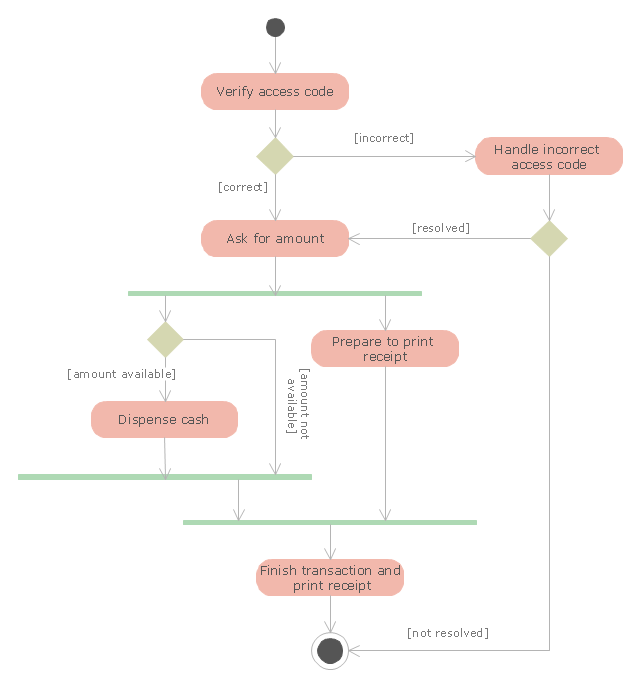 Verify access code
[incorrect]
Handle incorrect
access code
[correct]
Ask for amount
[resolved]
Prepare to print
receipt
[amount available]
[amount not
available]
Dispense cash
Finish transaction and
print receipt
[not resolved]